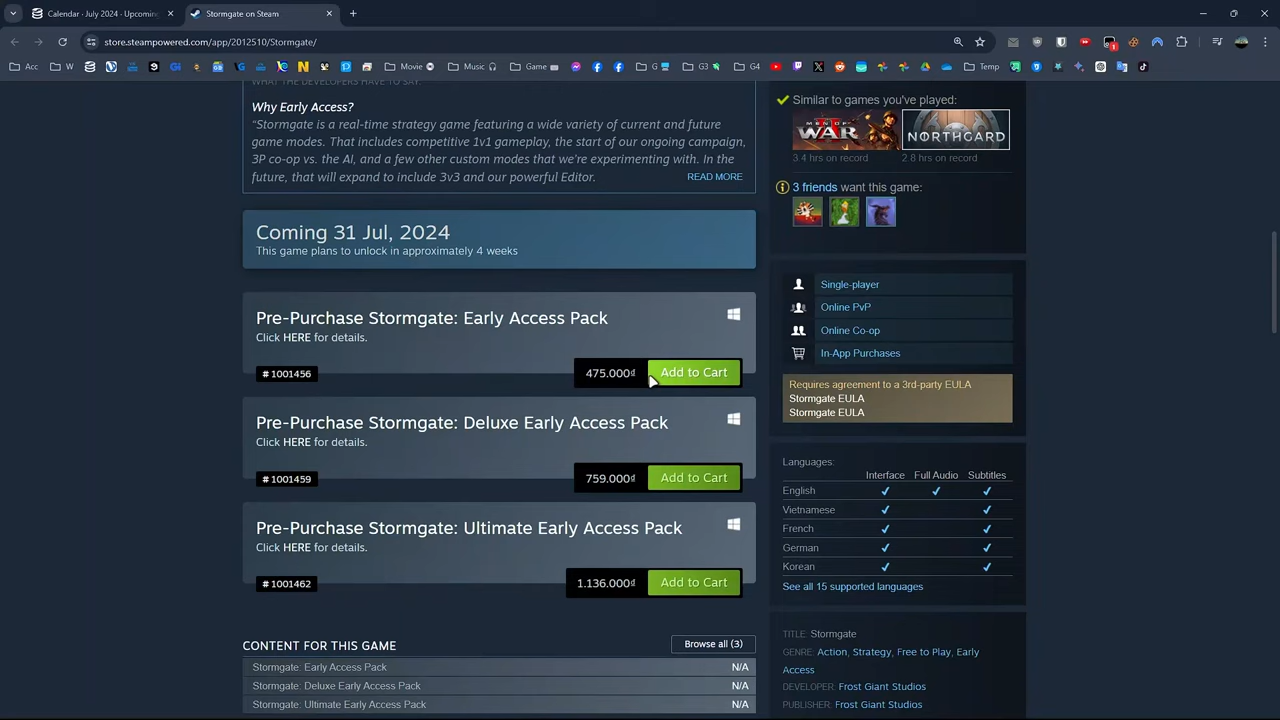 Calendar · July 2024 - Upcoming
Stormgate on Steam
store.steampowered.com/app/2012510/Stormgate/
Acc
W
Movie
Music
Game
G
G3
G4
Temp
WHAT THE DEVELOPERS HAVE TO SAY:
Why Early Access?
“Stormgate is a real-time strategy game featuring a wide variety of current and future
game modes. That includes competitive 1v1 gameplay, the start of our ongoing campaign,
3P co-op vs. the AI, and a few other custom modes that we're experimenting with. In the
future, that will expand to include 3v3 and our powerful Editor.
READ MORE
Coming 31 Jul, 2024
This game plans to unlock in approximately 4 weeks
Pre-Purchase Stormgate: Early Access Pack
Click HERE for details.
# 1001456
475.000₫
Add to Cart
Pre-Purchase Stormgate: Deluxe Early Access Pack
Click HERE for details.
# 1001459
759.000₫
Add to Cart
Pre-Purchase Stormgate: Ultimate Early Access Pack
Click HERE for details.
# 1001462
1.136.000₫
Add to Cart
CONTENT FOR THIS GAME
Browse all (3)
Stormgate: Early Access Pack N/A
Stormgate: Deluxe Early Access Pack N/A
Stormgate: Ultimate Early Access Pack N/A
Similar to games you've played:
MEN OF WAR II
NORTHGARD
3.4 hrs on record
2.8 hrs on record
3 friends want this game:
Single-player
Online PvP
Online Co-op
In-App Purchases
Requires agreement to a 3rd-party EULA
Stormgate EULA
Stormgate EULA
Languages:
Interface Full Audio Subtitles
English ✔ ✔ ✔
Vietnamese ✔ ✔
French ✔ ✔
German ✔ ✔
Korean ✔ ✔
See all 15 supported languages
TITLE: Stormgate
GENRE: Action, Strategy, Free to Play, Early
Access
DEVELOPER: Frost Giant Studios
PUBLISHER: Frost Giant Studios